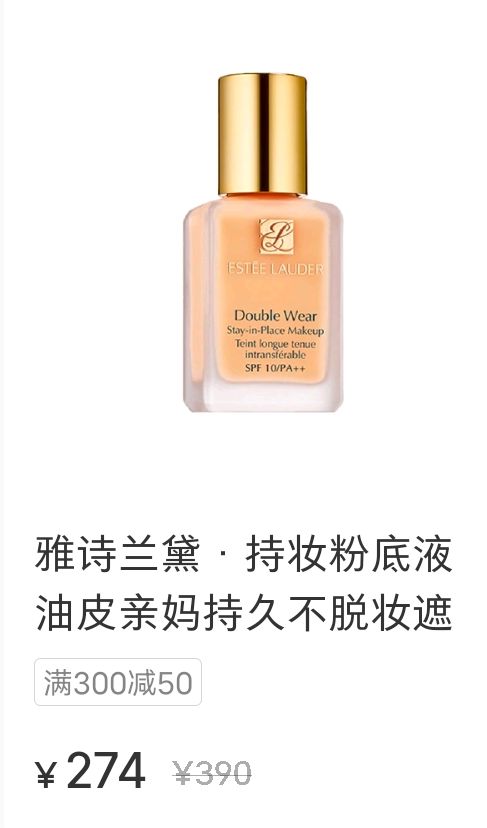 ESTĒE LAUDER
Double Wear
Stay-in-Place Makeup
Teint longue tenue
intransférable
SPF 10/PA++
雅诗兰黛 · 持妆粉底液
油皮亲妈持久不脱妆遮
满300减50
¥274 ¥390